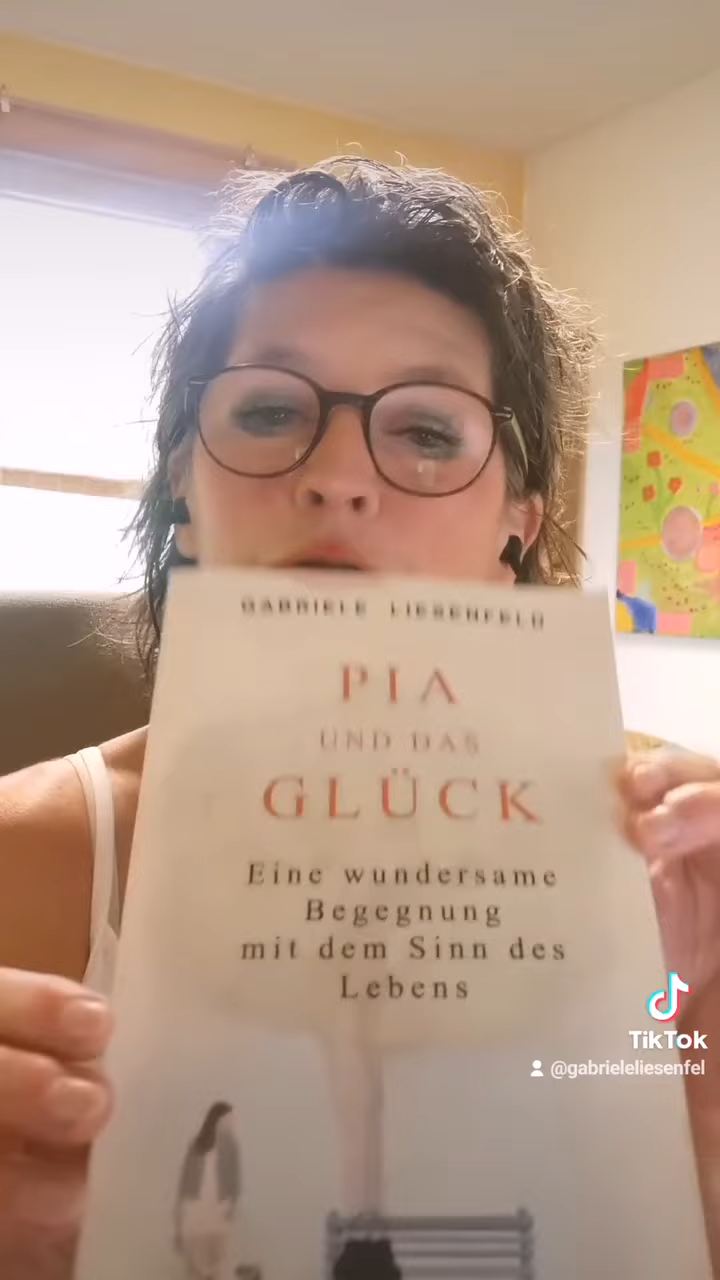 GABRIELE LIESENFELD
PIA
UND DAS
GLÜCK
Eine wundersame
Begegnung
mit dem Sinn des
Lebens
TikTok
@gabrieleliesenfel